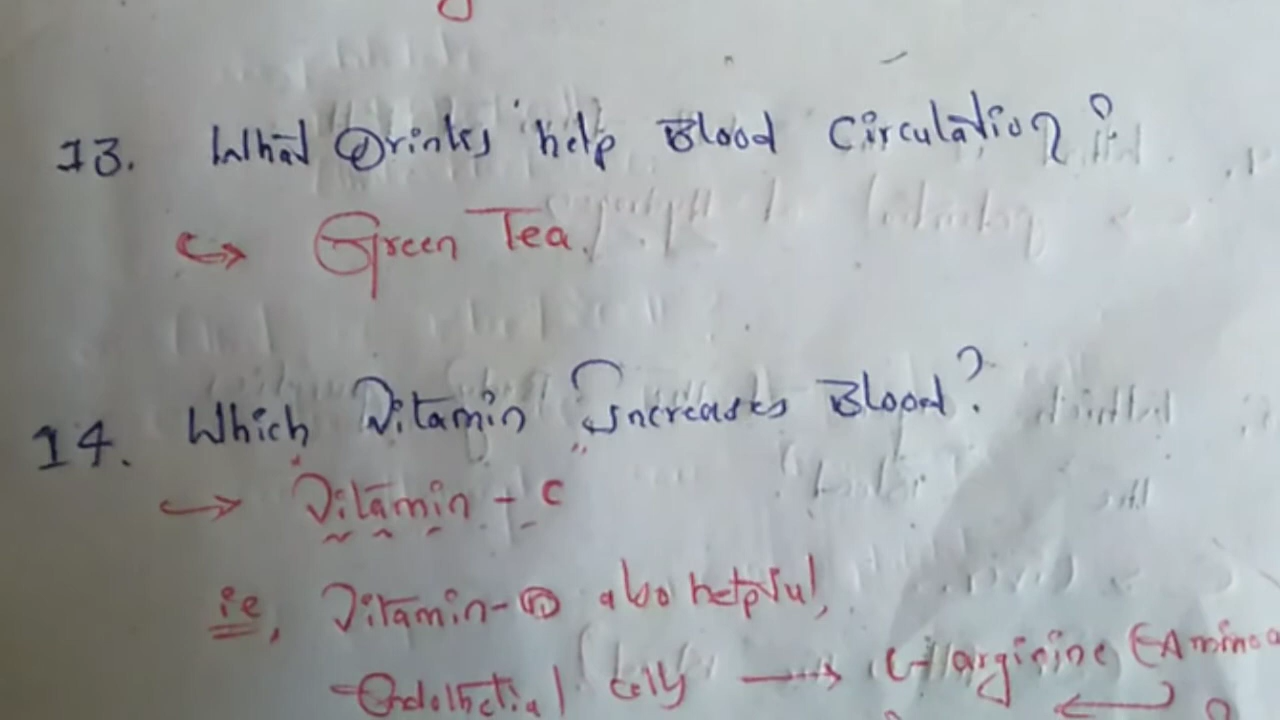 13. What Drinks help Blood Circulation?
↪ Green Tea.
14. Which Vitamin Increases Blood?
↪ Vitamin - C
ie, Vitamin-D also helpful,
Endothelial cells → L-arginine (Amino a